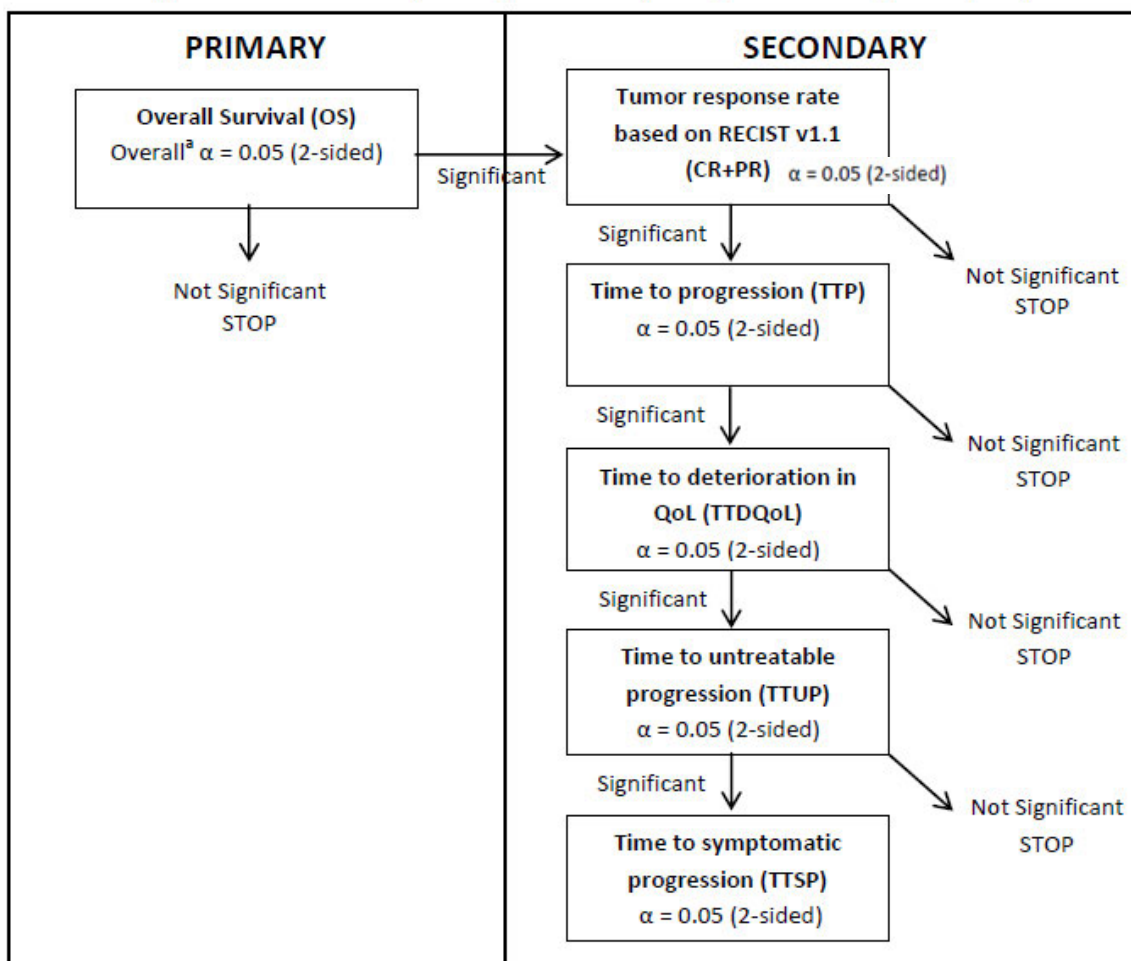 PRIMARY
Overall Survival (OS)
Overallª α = 0.05 (2-sided)
Significant
Not Significant
STOP
SECONDARY
Tumor response rate
based on RECIST v1.1
(CR+PR) α = 0.05 (2-sided)
Significant
Not Significant
STOP
Time to progression (TTP)
α = 0.05 (2-sided)
Significant
Not Significant
STOP
Time to deterioration in
QoL (TTDQoL)
α = 0.05 (2-sided)
Significant
Not Significant
STOP
Time to untreatable
progression (TTUP)
α = 0.05 (2-sided)
Significant
Not Significant
STOP
Time to symptomatic
progression (TTSP)
α = 0.05 (2-sided)